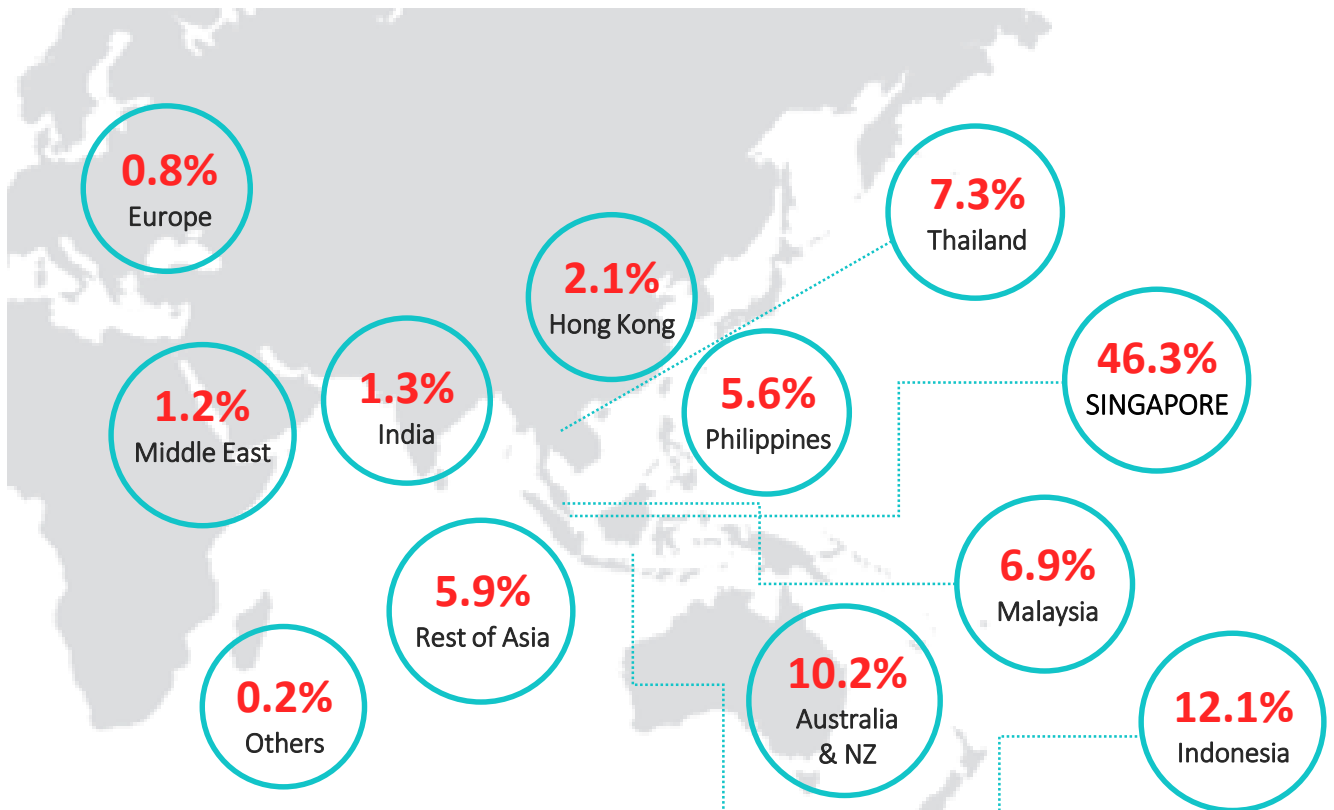 0.8%
Europe
7.3%
Thailand
2.1%
Hong Kong
46.3%
SINGAPORE
1.2%
Middle East
1.3%
India
5.6%
Philippines
6.9%
Malaysia
5.9%
Rest of Asia
10.2%
Australia
& NZ
0.2%
Others
12.1%
Indonesia